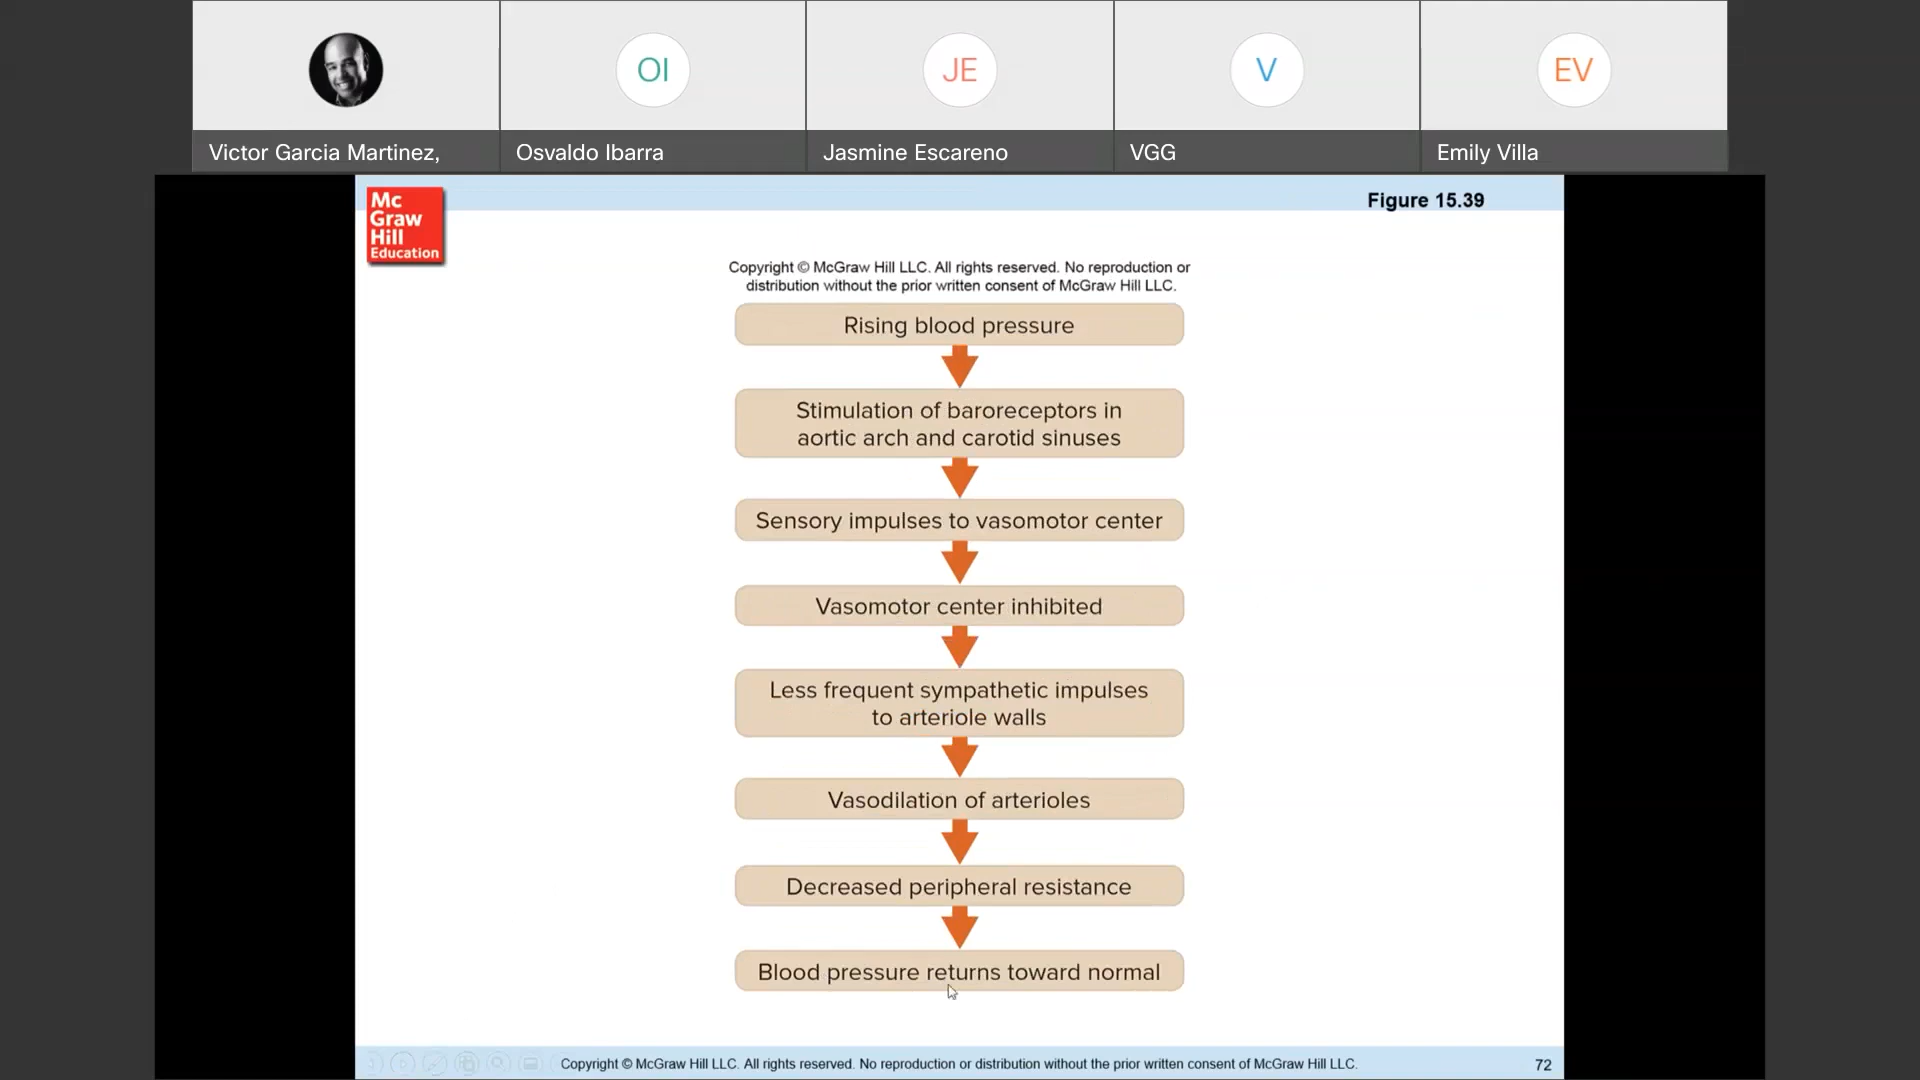 OI
JE
V
EV
Victor Garcia Martinez,
Osvaldo Ibarra
Jasmine Escareno
VGG
Emily Villa
Mc
Graw
Hill
Education
Figure 15.39
Copyright © McGraw Hill LLC. All rights reserved. No reproduction or
distribution without the prior written consent of McGraw Hill LLC.
Rising blood pressure
Stimulation of baroreceptors in
aortic arch and carotid sinuses
Sensory impulses to vasomotor center
Vasomotor center inhibited
Less frequent sympathetic impulses
to arteriole walls
Vasodilation of arterioles
Decreased peripheral resistance
Blood pressure returns toward normal
Copyright © McGraw Hill LLC. All rights reserved. No reproduction or distribution without the prior written consent of McGraw Hill LLC.
72